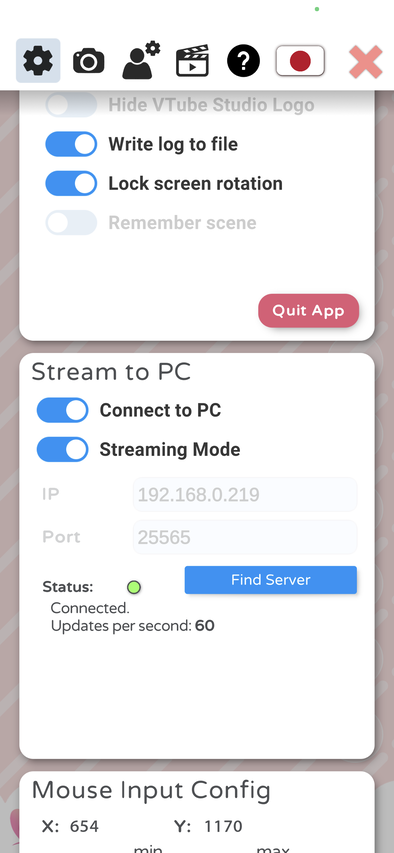 ?
Hide VTube Studio Logo
Write log to file
Lock screen rotation
Remember scene
Quit App
Stream to PC
Connect to PC
Streaming Mode
IP 192.168.0.219
Port 25565
Status: Find Server
Connected.
Updates per second: 60
Mouse Input Config
X: 654 Y: 1170
min max